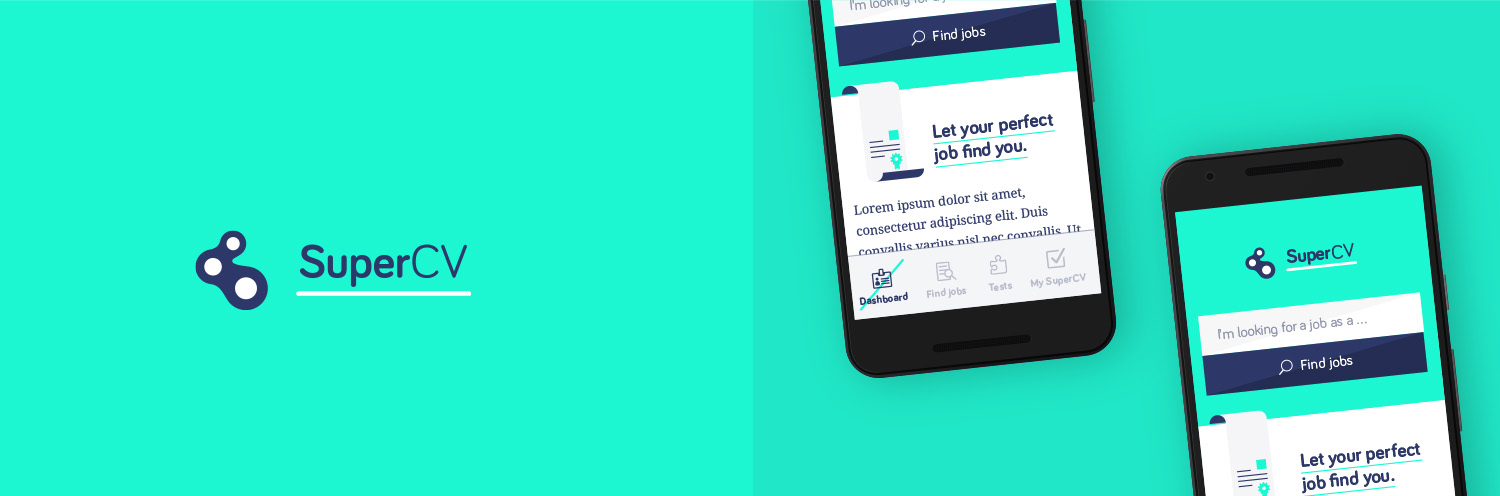 SuperCV
I'm looking for a
Find jobs
Let your perfect
job find you.
Lorem ipsum dolor sit amet,
consectetur adipiscing elit. Duis
convallis varius nisl nec convallis. Ut
Dashboard
Find jobs
Tests
My SuperCV
SuperCV
I'm looking for a job as a ...
Find jobs
Let your perfect
job find you.